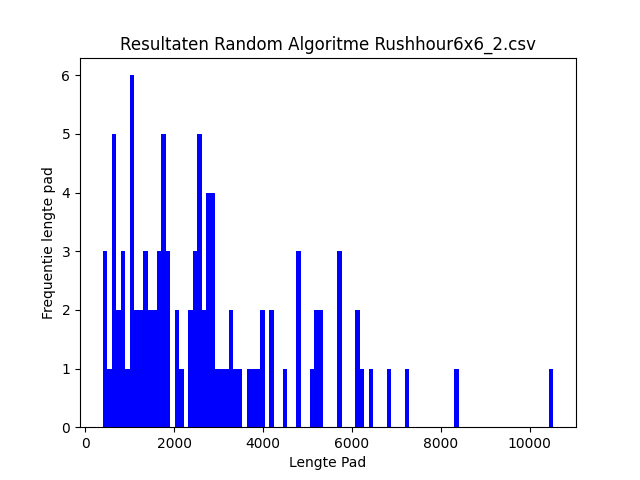 Resultaten Random Algoritme Rushhour6x6_2.csv
6
5
4
3
2
1
0
Frequentie lengte pad
0 2000 4000 6000 8000 10000
Lengte Pad